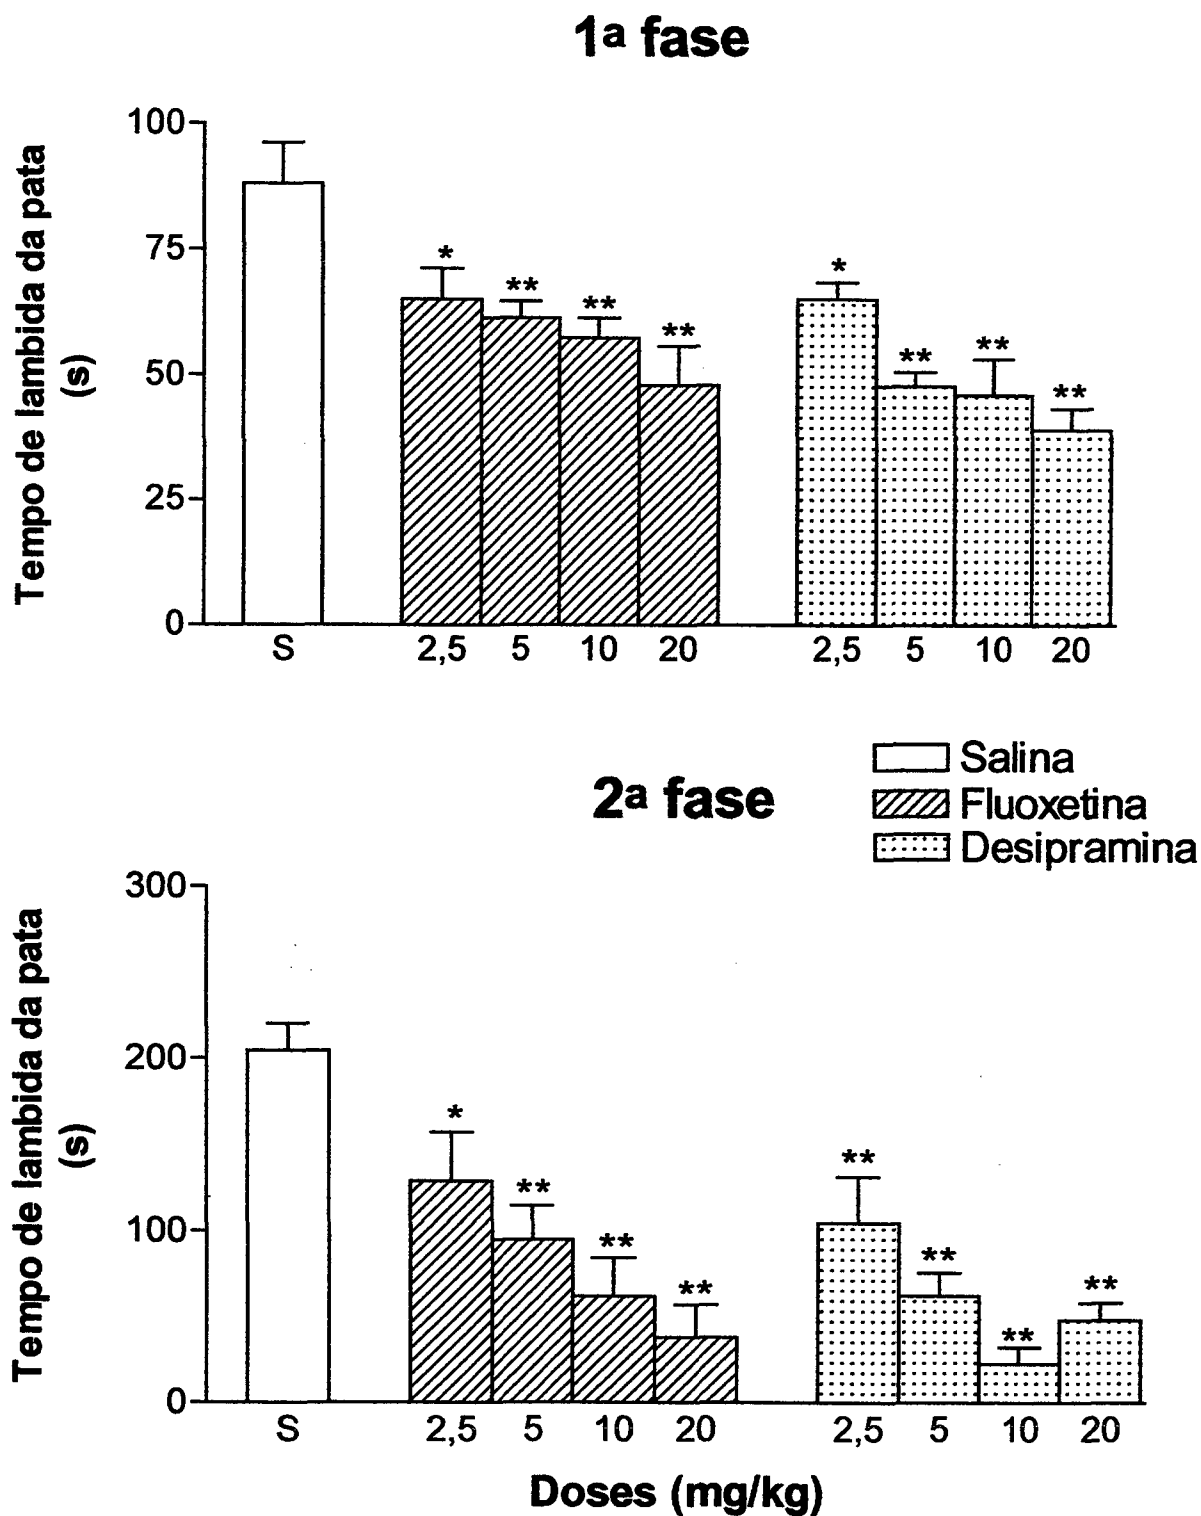 1a fase
Tempo de lambida da pata
(s)
100
75
50
25
0
*
**
**
**
*
**
**
**
S 2,5 5 10 20 2,5 5 10 20
Salina
Fluoxetina
Desipramina
2a fase
Tempo de lambida da pata
(s)
300
200
100
0
*
**
**
**
**
**
**
**
S 2,5 5 10 20 2,5 5 10 20
Doses (mg/kg)